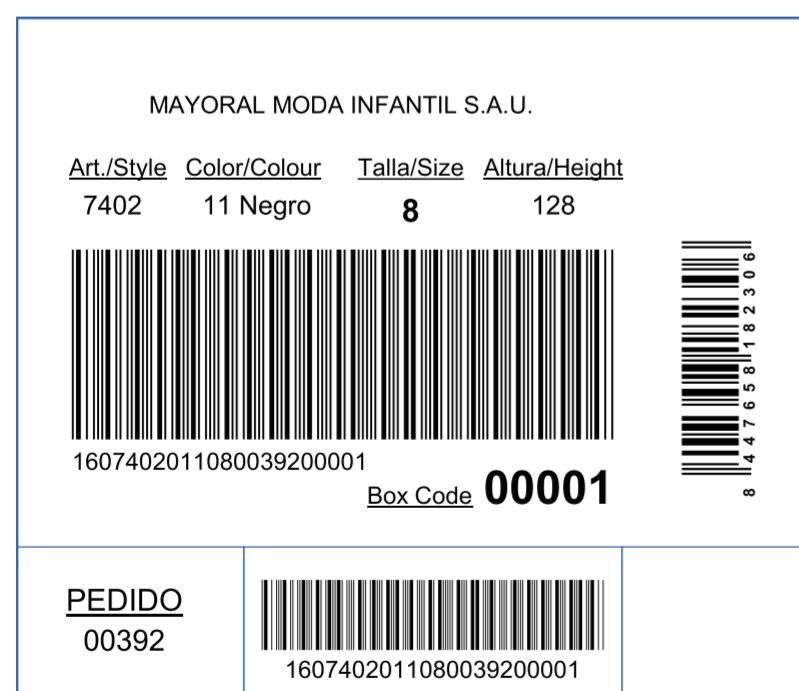 MAYORAL MODA INFANTIL S.A.U.
Art./Style Color/Colour Talla/Size Altura/Height
7402 11 Negro 8 128
8 447658 182306
1607402011080039200001
Box Code 00001
PEDIDO
00392
1607402011080039200001